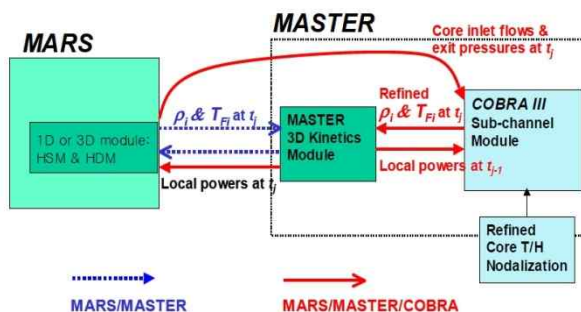 MARS
MASTER
Core inlet flows &
exit pressures at tj
1D or 3D module:
HSM & HDM
ρi & TFi at tj
Local powers at tj
MASTER
3D Kinetics
Module
Refined
ρi & TFi at tj
Local powers at tj-1
COBRA III
Sub-channel
Module
Refined
Core T/H
Nodalization
MARS/MASTER
MARS/MASTER/COBRA